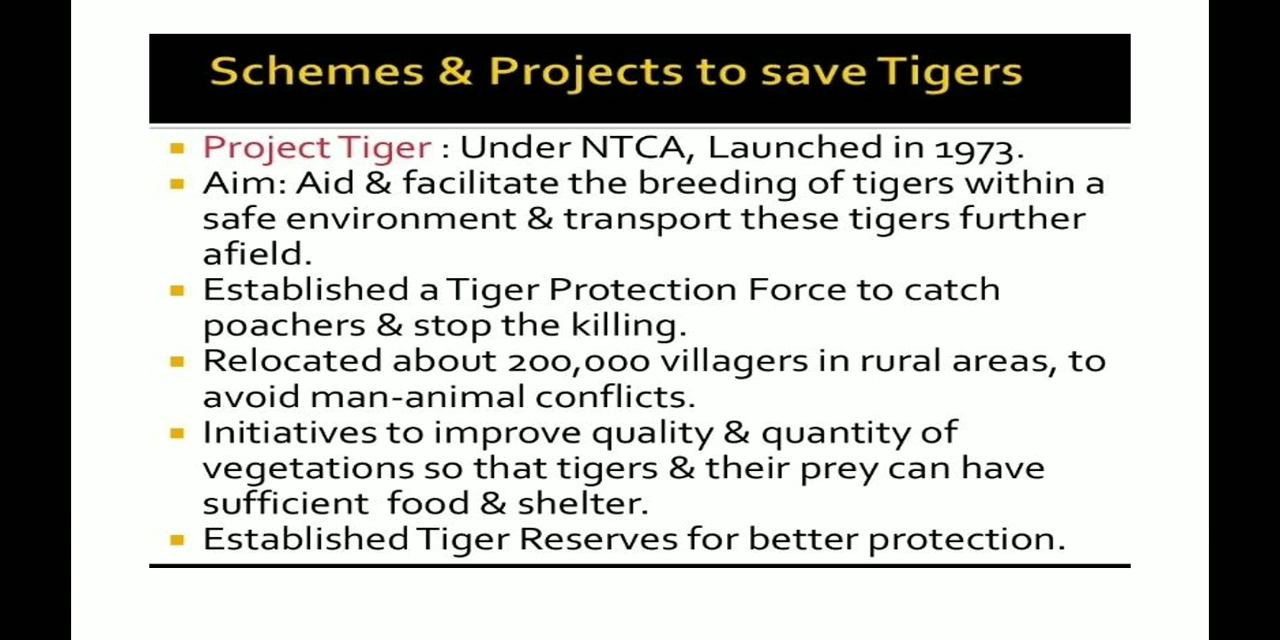 Schemes & Projects to save Tigers
Project Tiger : Under NTCA, Launched in 1973.
Aim: Aid & facilitate the breeding of tigers within a
safe environment & transport these tigers further
afield.
Established a Tiger Protection Force to catch
poachers & stop the killing.
Relocated about 200,000 villagers in rural areas, to
avoid man-animal conflicts.
Initiatives to improve quality & quantity of
vegetations so that tigers & their prey can have
sufficient food & shelter.
Established Tiger Reserves for better protection.